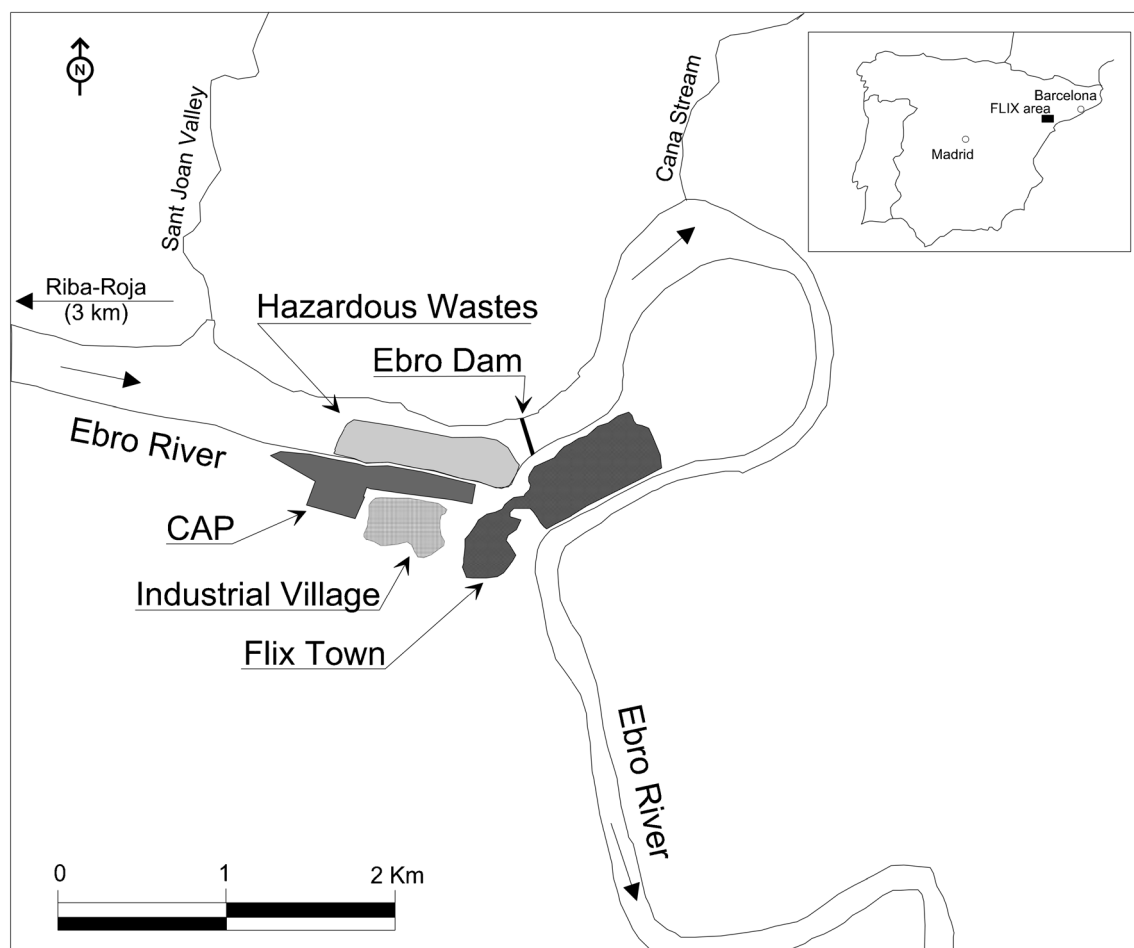 N
Sant Joan Valley
Cana Stream
Barcelona
FLIX area
Madrid
Riba-Roja
(3 km)
Hazardous Wastes
Ebro Dam
Ebro River
CAP
Industrial Village
Flix Town
Ebro River
0
1
2 Km